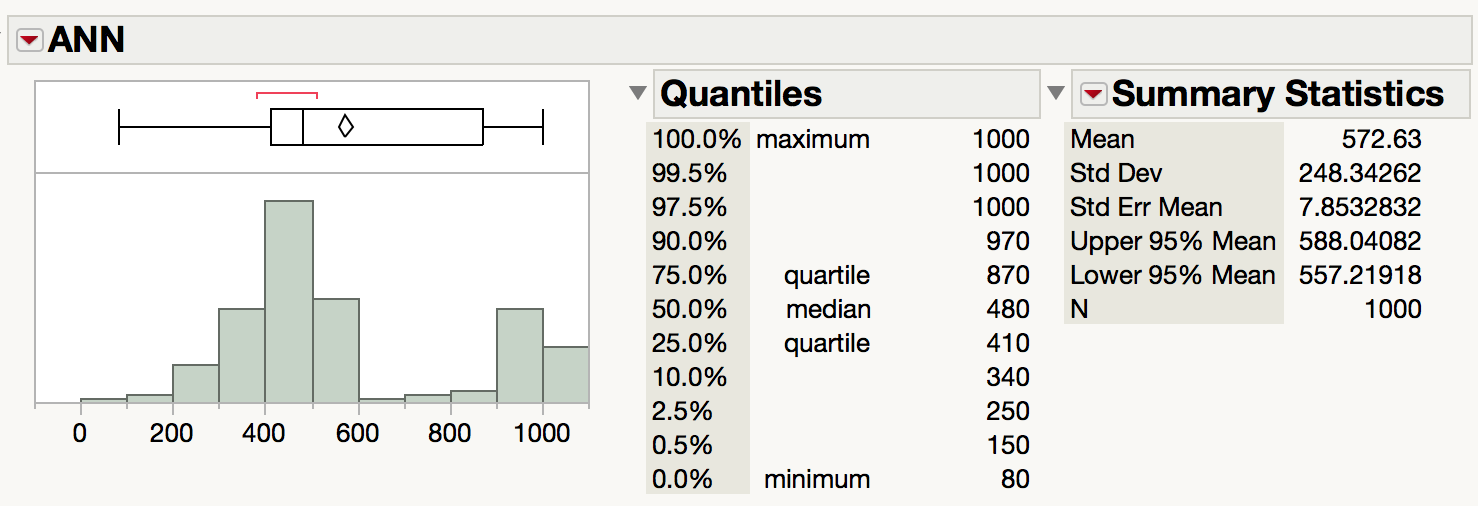 ANN
0 200 400 600 800 1000
Quantiles
100.0% maximum 1000
99.5% 1000
97.5% 1000
90.0% 970
75.0% quartile 870
50.0% median 480
25.0% quartile 410
10.0% 340
2.5% 250
0.5% 150
0.0% minimum 80
Summary Statistics
Mean 572.63
Std Dev 248.34262
Std Err Mean 7.8532832
Upper 95% Mean 588.04082
Lower 95% Mean 557.21918
N 1000